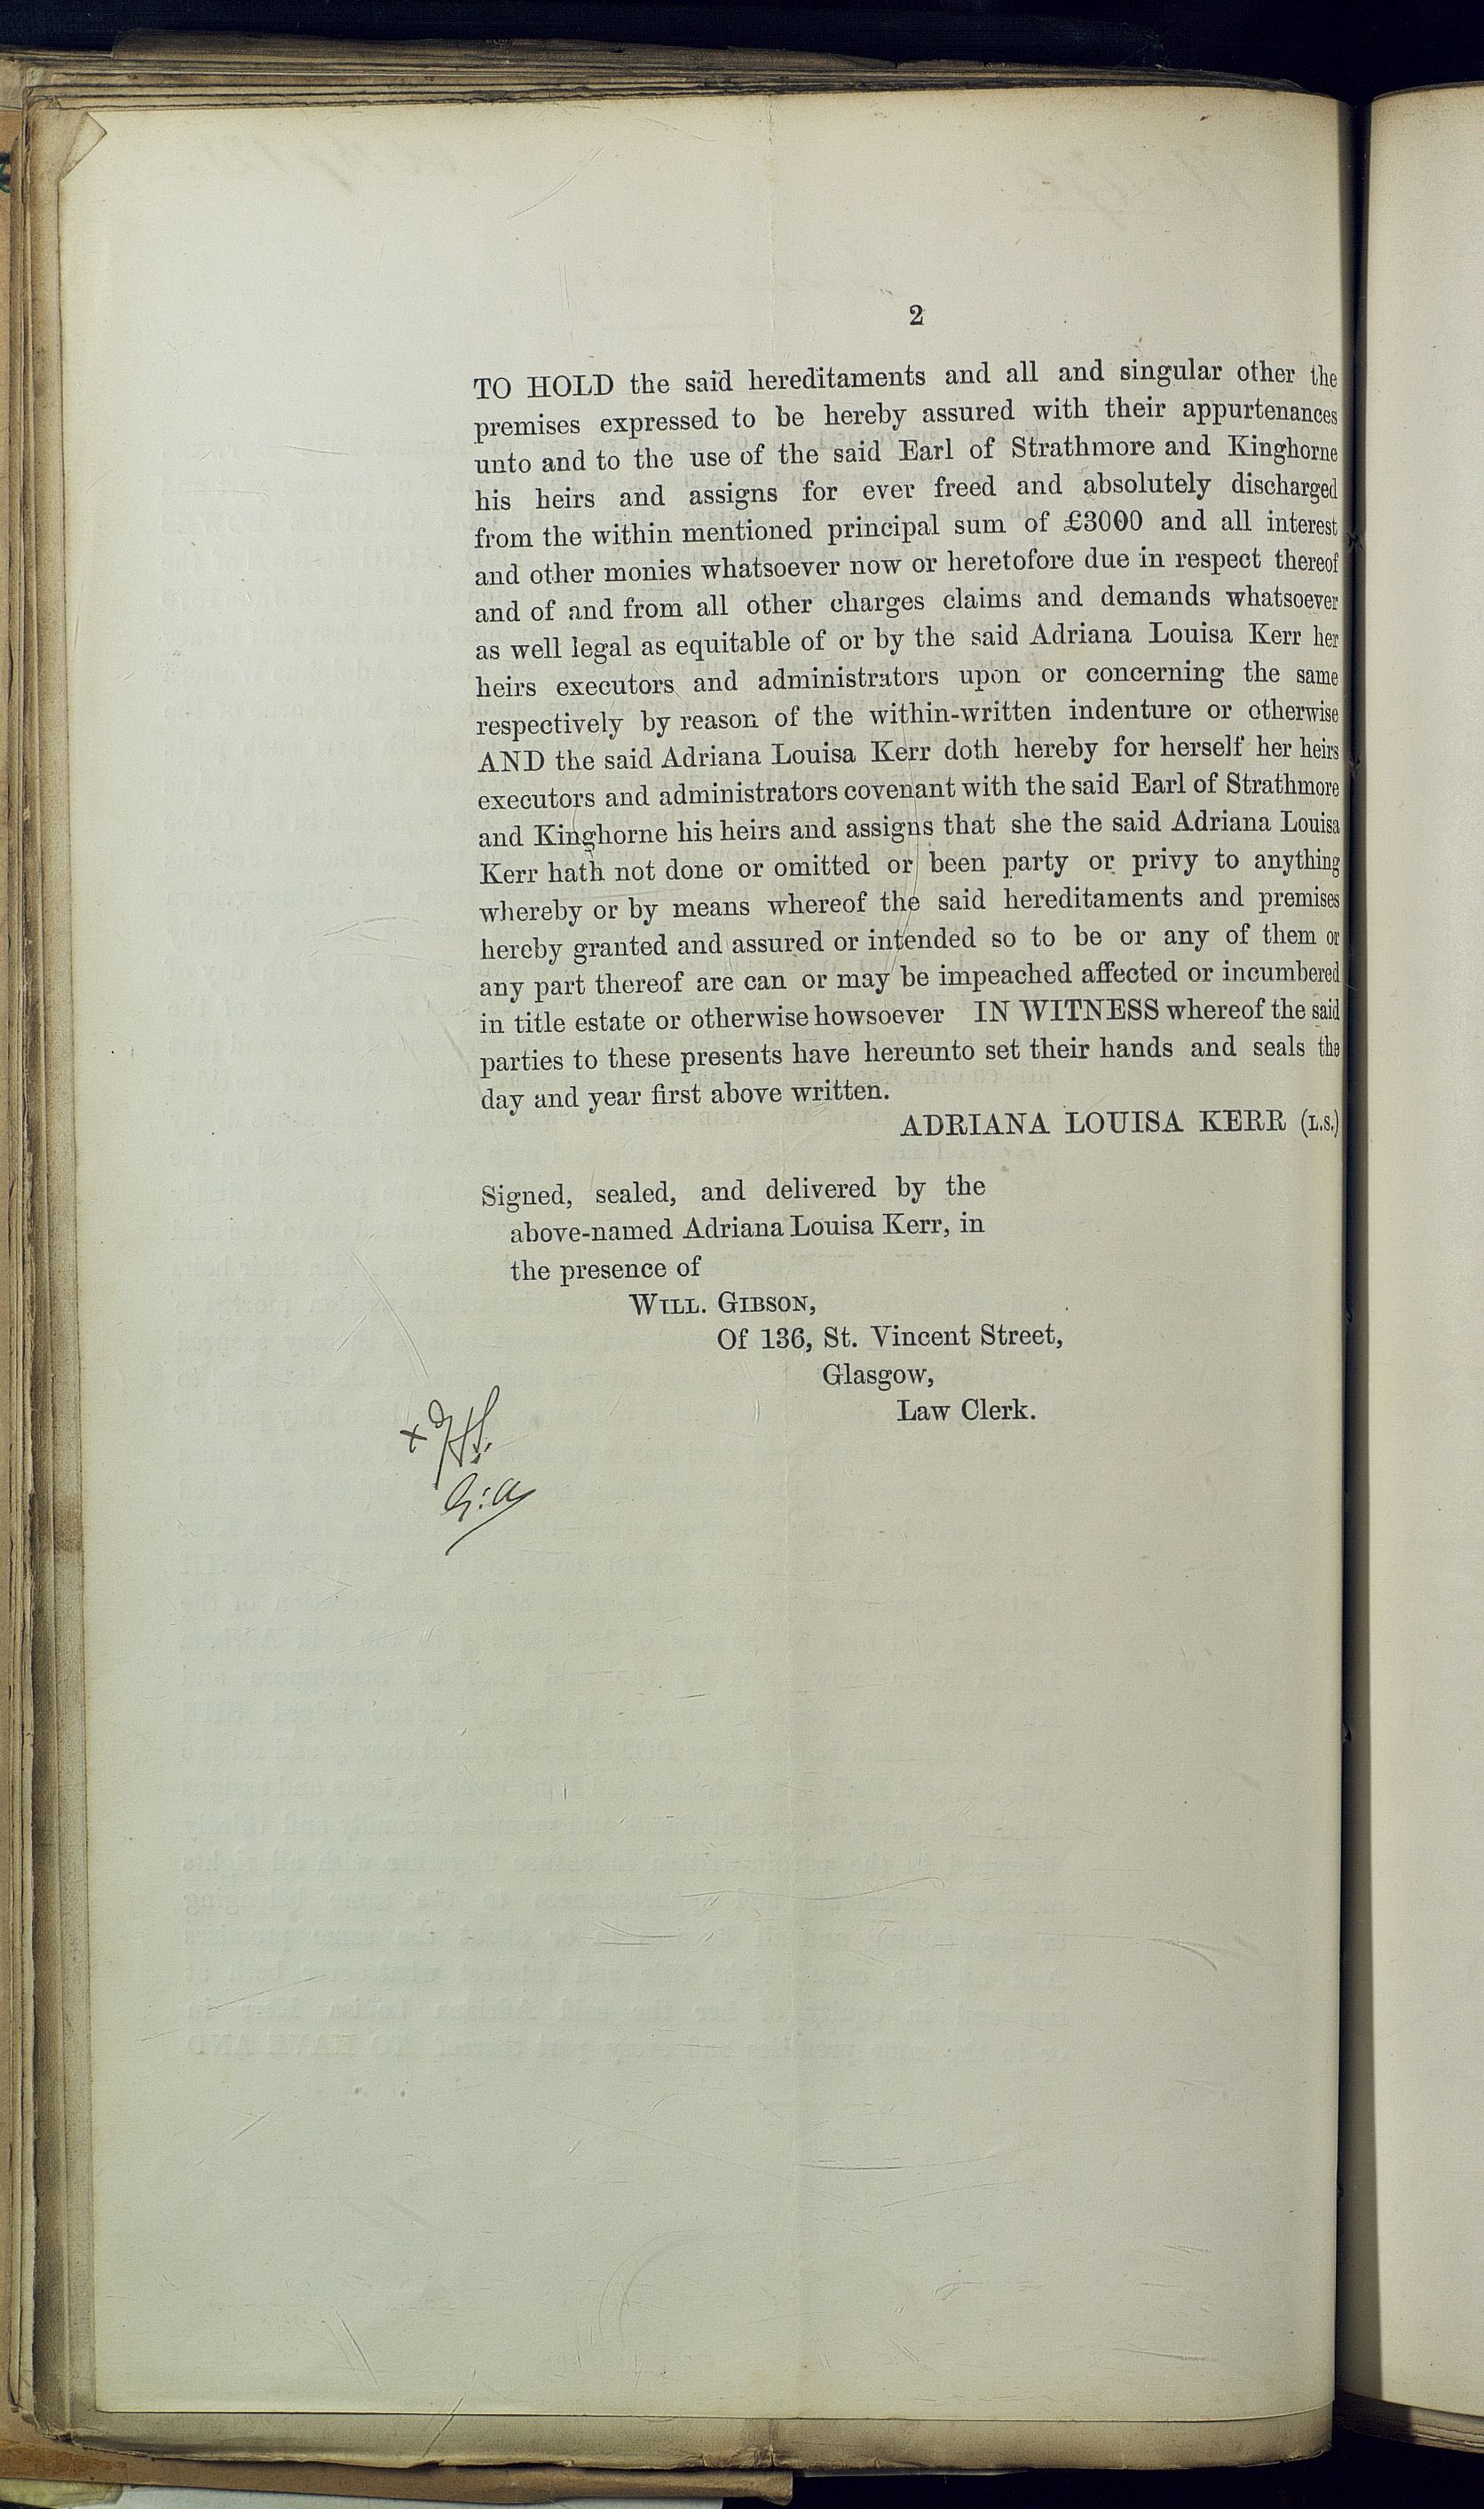 2
TO HOLD the said hereditaments and all and singular other the
premises expressed to be hereby assured with their appurtenances
unto and to the use of the said Earl of Strathmore and Kinghorne
his heirs and assigns for ever freed and absolutely discharged
from the within mentioned principal sum of £3000 and all interest
and other monies whatsoever now or heretofore due in respect thereof
and of and from all other charges claims and demands whatsoever
as well legal as equitable of or by the said Adriana Louisa Kerr her
heirs executors and administrators upon or concerning the same
respectively by reason of the within-written indenture or otherwise
AND the said Adriana Louisa Kerr doth hereby for herself her heirs
executors and administrators covenant with the said Earl of Strathmore
and Kinghorne his heirs and assigns that she the said Adriana Louisa
Kerr hath not done or omitted or been party or privy to anything
whereby or by means whereof the said hereditaments and premises
hereby granted and assured or intended so to be or any of them or
any part thereof are can or may be impeached affected or incumbered
in title estate or otherwise howsoever IN WITNESS whereof the said
parties to these presents have hereunto set their hands and seals the
day and year first above written.
ADRIANA LOUISA KERR (L.S.)
Signed, sealed, and delivered by the
above-named Adriana Louisa Kerr, in
the presence of
WILL. GIBSON,
Of 136, St. Vincent Street,
Glasgow,
Law Clerk.